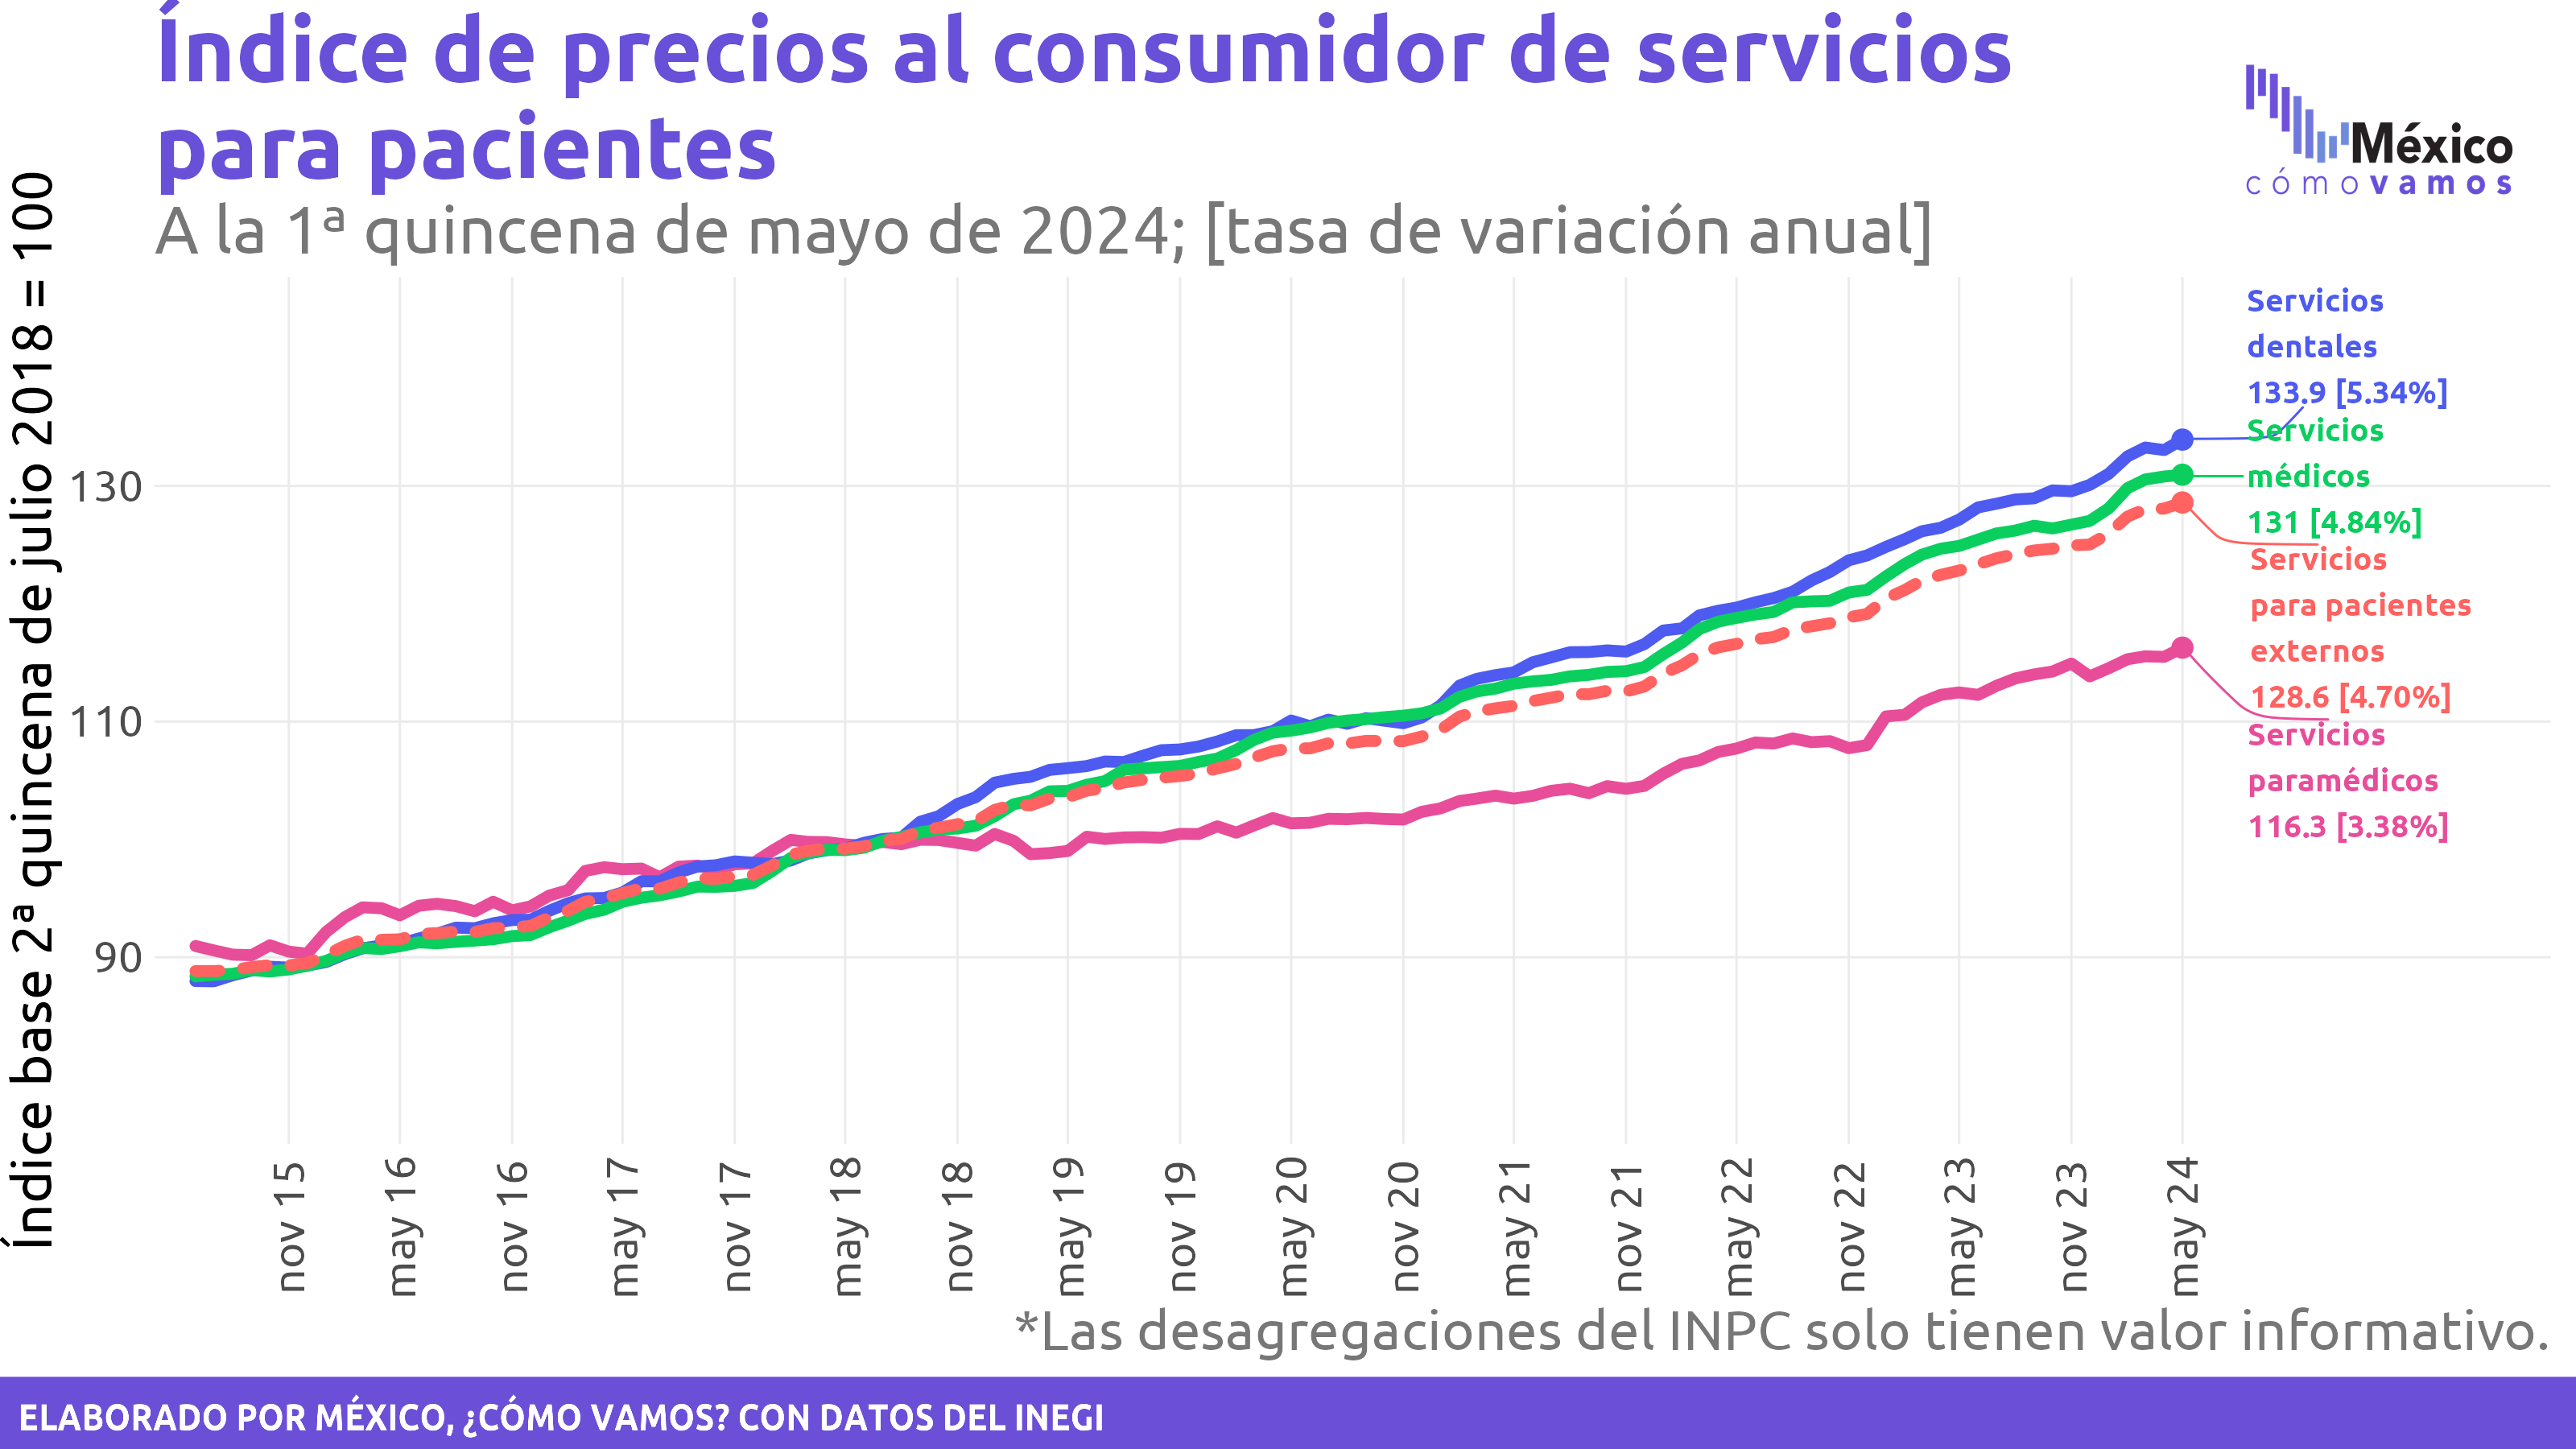 Índice de precios al consumidor de servicios
para pacientes
A la 1ª quincena de mayo de 2024; [tasa de variación anual]
México
cómo vamos
Índice base 2ª quincena de julio 2018 = 100
130
110
90
Servicios
dentales
133.9 [5.34%]
Servicios
médicos
131 [4.84%]
Servicios
para pacientes
externos
128.6 [4.70%]
Servicios
paramédicos
116.3 [3.38%]
nov 15
may 16
nov 16
may 17
nov 17
may 18
nov 18
may 19
nov 19
may 20
nov 20
may 21
nov 21
may 22
nov 22
may 23
nov 23
may 24
*Las desagregaciones del INPC solo tienen valor informativo.
ELABORADO POR MÉXICO, ¿CÓMO VAMOS? CON DATOS DEL INEGI